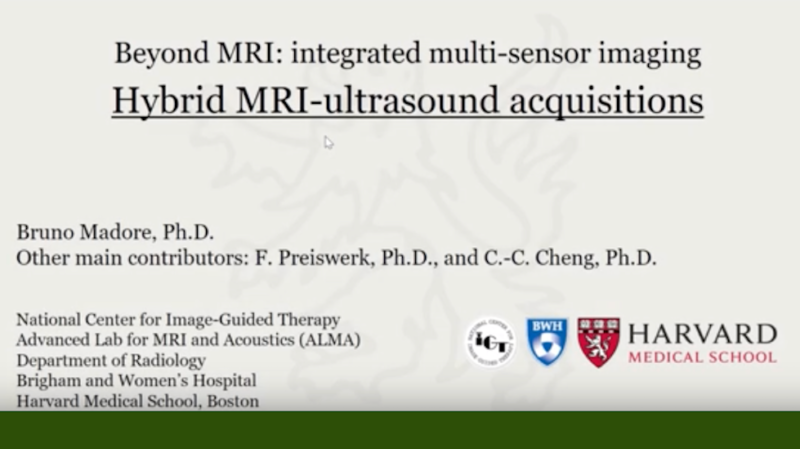 Beyond MRI: integrated multi-sensor imaging
Hybrid MRI-ultrasound acquisitions
Bruno Madore, Ph.D.
Other main contributors: F. Preiswerk, Ph.D., and C.-C. Cheng, Ph.D.
National Center for Image-Guided Therapy
Advanced Lab for MRI and Acoustics (ALMA)
Department of Radiology
Brigham and Women's Hospital
Harvard Medical School, Boston
IGT
BWH
HARVARD
MEDICAL SCHOOL